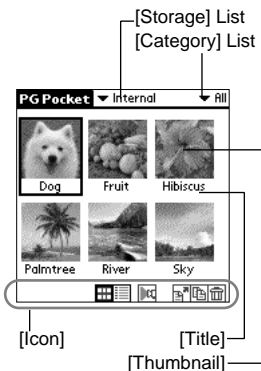 [Storage] List
[Category] List
PG Pocket Internal All
Dog Fruit Hibiscus
Palmtree River Sky
[Icon] [Title]
[Thumbnail]